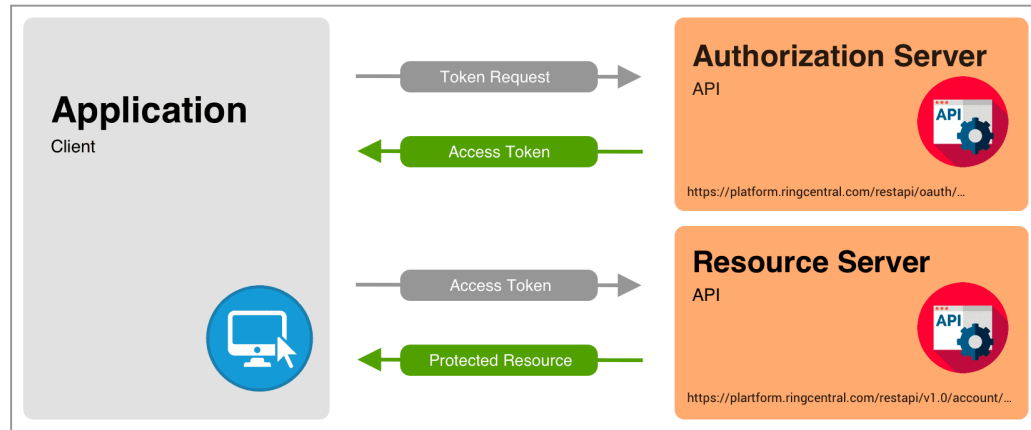 Application
Client
Token Request
Access Token
Authorization Server
API
API
https://platform.ringcentral.com/restapi/oauth/...
Access Token
Protected Resource
Resource Server
API
API
https://plartform.ringcentral.com/restapi/v1.0/account/...